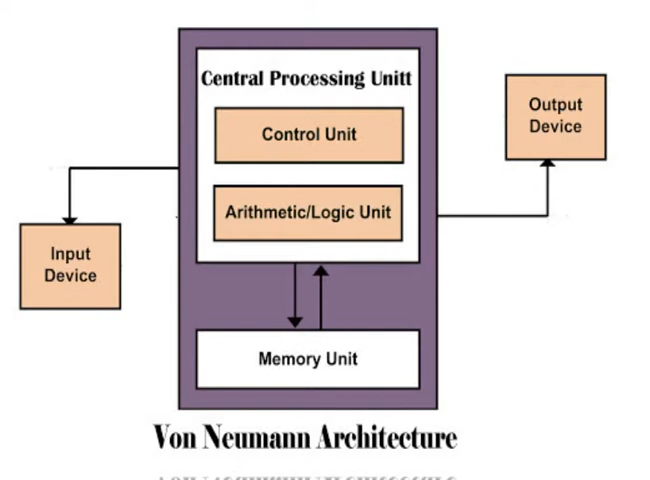 Central Processing Unitt
Control Unit
Arithmetic/Logic Unit
Output
Device
Input
Device
Memory Unit
Von Neumann Architecture